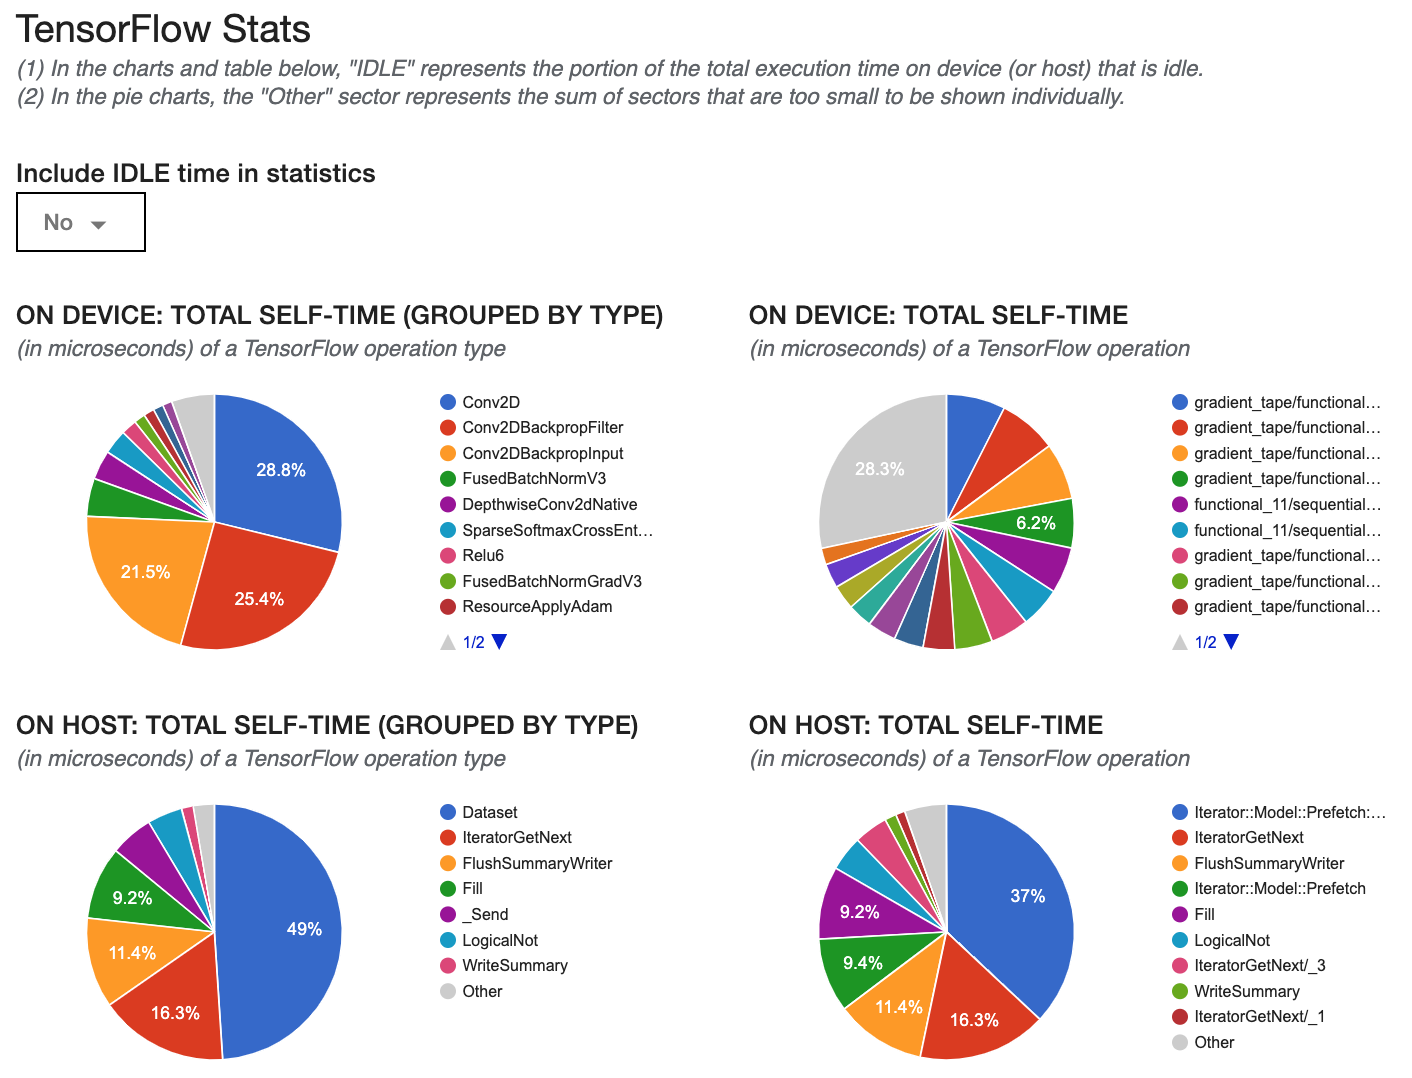 TensorFlow Stats
(1) In the charts and table below, "IDLE" represents the portion of the total execution time on device (or host) that is idle.
(2) In the pie charts, the "Other" sector represents the sum of sectors that are too small to be shown individually.
Include IDLE time in statistics
No
ON DEVICE: TOTAL SELF-TIME (GROUPED BY TYPE)
(in microseconds) of a TensorFlow operation type
28.8%
21.5%
25.4%
Conv2D
Conv2DBackpropFilter
Conv2DBackpropInput
FusedBatchNormV3
DepthwiseConv2dNative
SparseSoftmaxCrossEnt...
Relu6
FusedBatchNormGradV3
ResourceApplyAdam
1/2
ON DEVICE: TOTAL SELF-TIME
(in microseconds) of a TensorFlow operation
28.3%
6.2%
gradient_tape/functional...
gradient_tape/functional...
gradient_tape/functional...
gradient_tape/functional...
functional_11/sequential...
functional_11/sequential...
gradient_tape/functional...
gradient_tape/functional...
gradient_tape/functional...
1/2
ON HOST: TOTAL SELF-TIME (GROUPED BY TYPE)
(in microseconds) of a TensorFlow operation type
9.2%
49%
11.4%
16.3%
Dataset
IteratorGetNext
FlushSummaryWriter
Fill
_Send
LogicalNot
WriteSummary
Other
ON HOST: TOTAL SELF-TIME
(in microseconds) of a TensorFlow operation
37%
9.2%
9.4%
11.4%
16.3%
Iterator::Model::Prefetch:...
IteratorGetNext
FlushSummaryWriter
Iterator::Model::Prefetch
Fill
LogicalNot
IteratorGetNext/_3
WriteSummary
IteratorGetNext/_1
Other